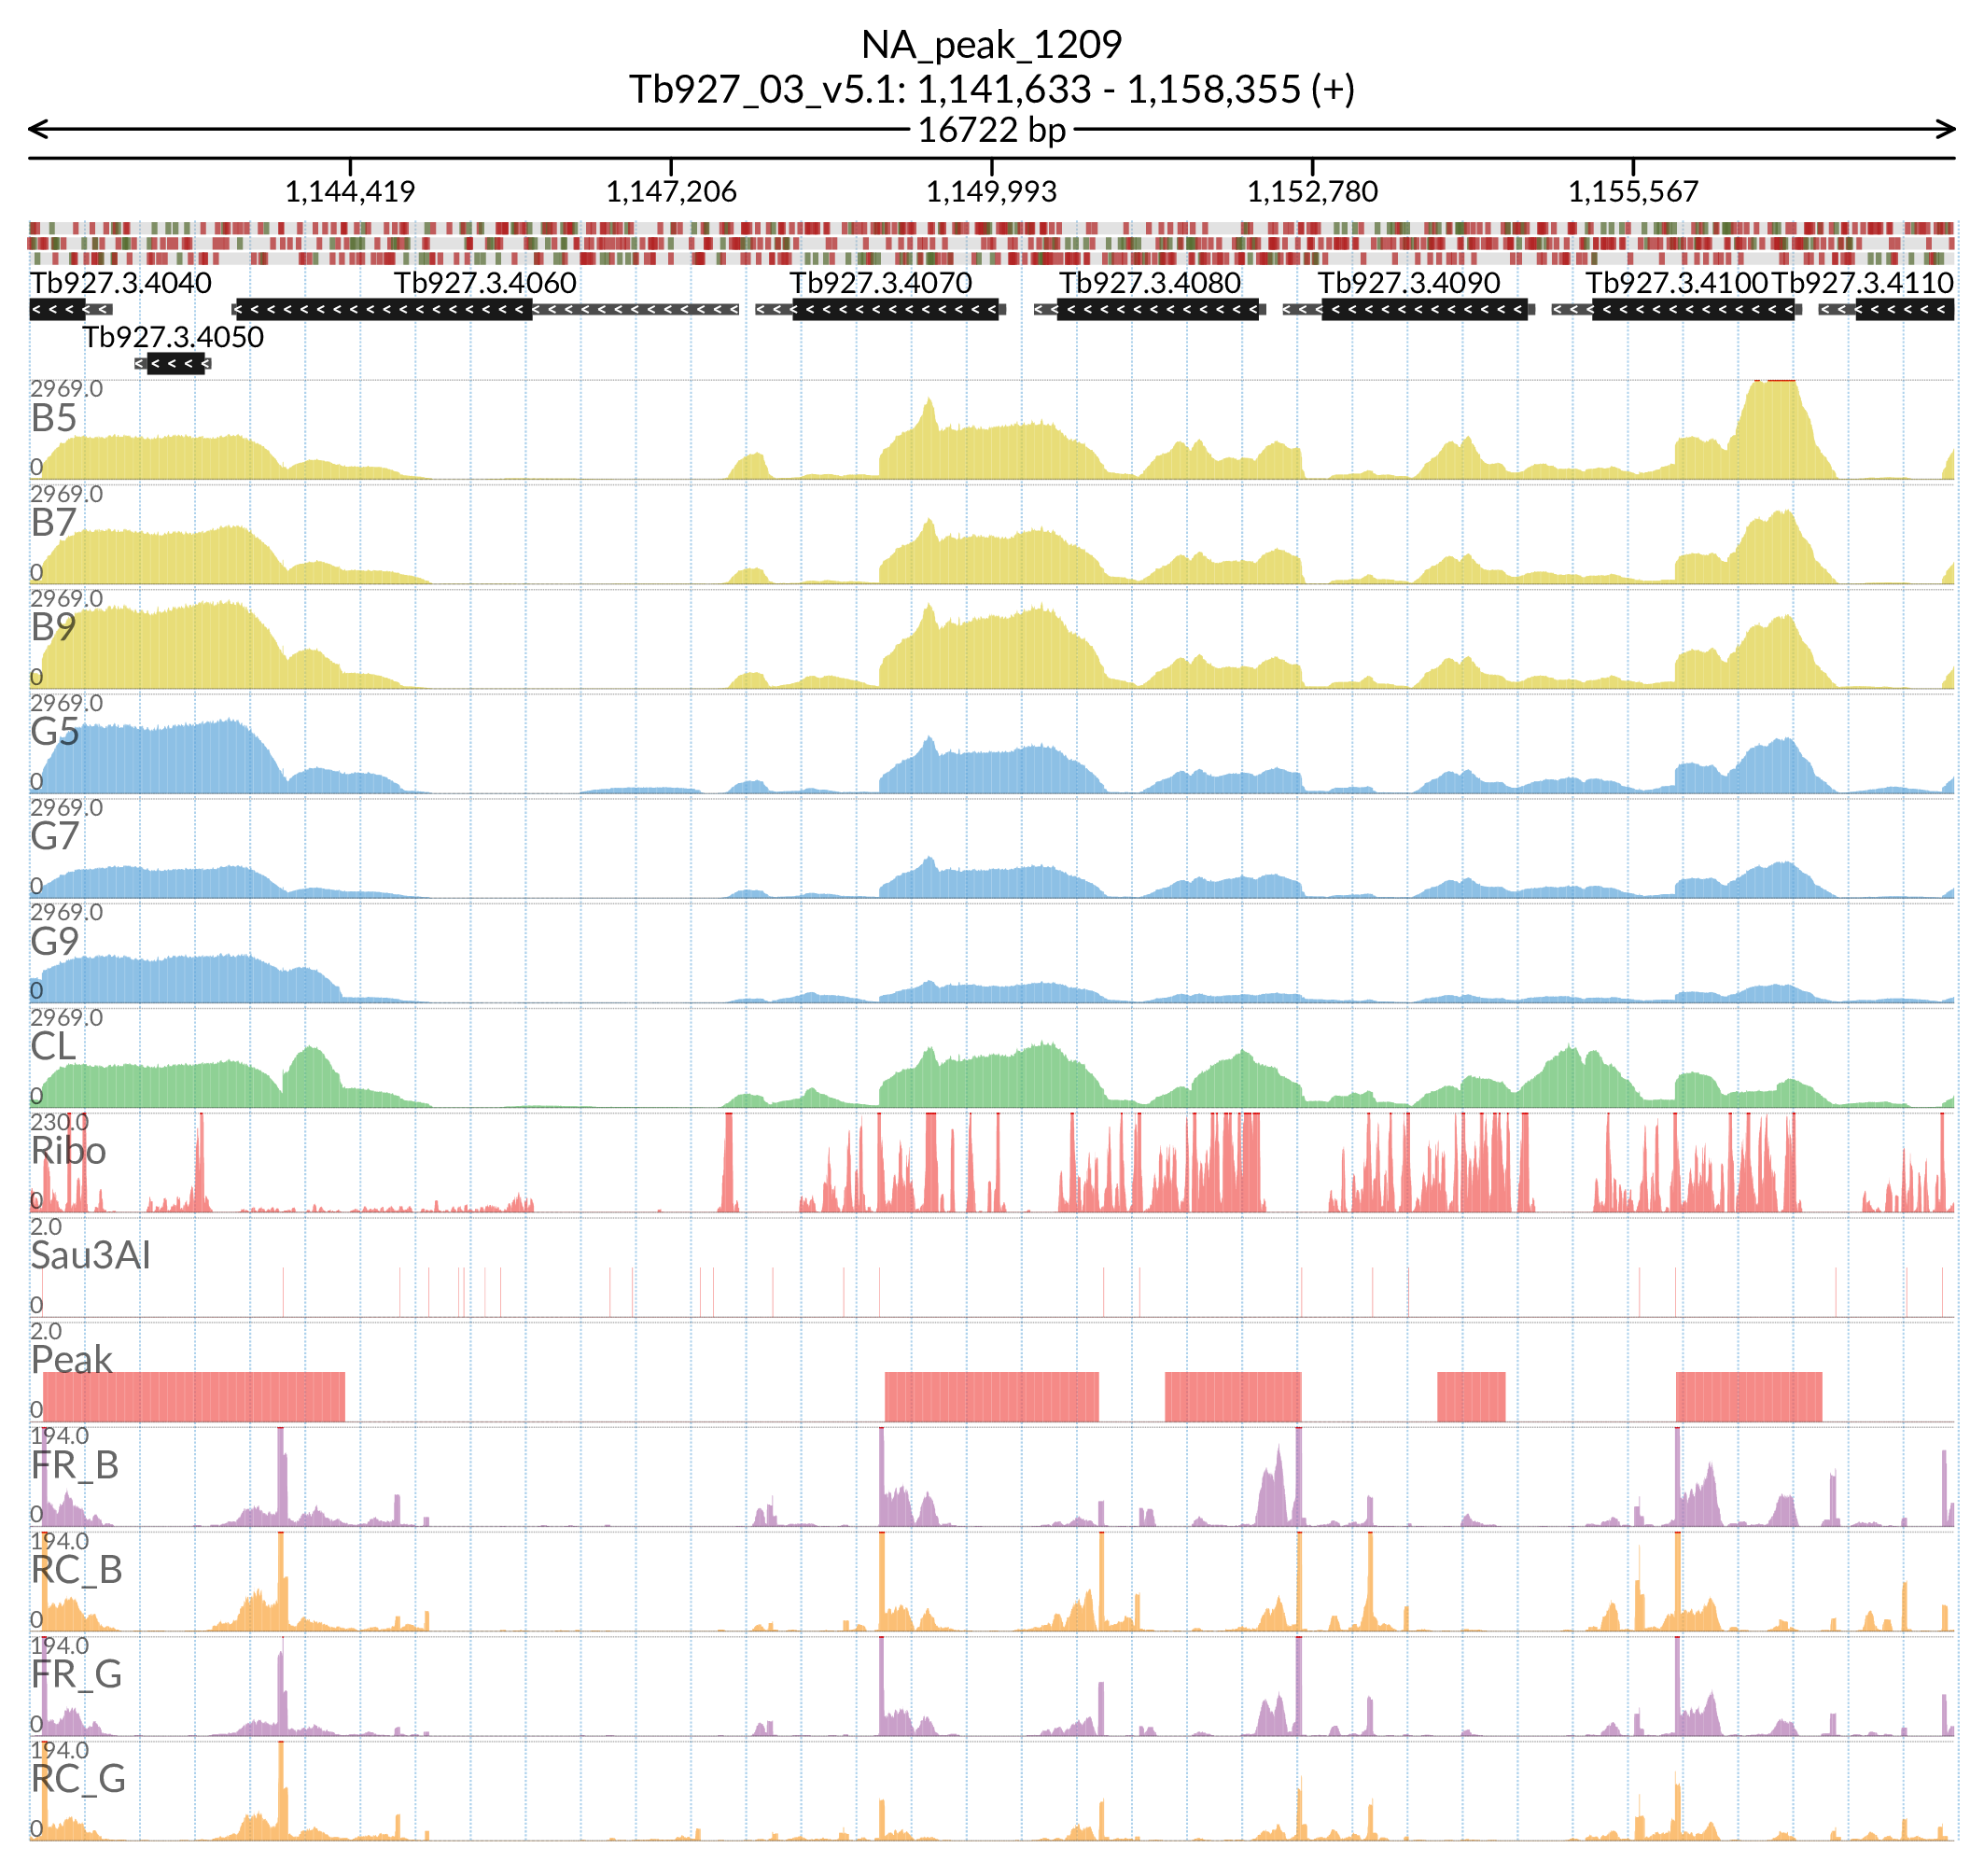 NA_peak_1209
Tb927_03_v5.1: 1,141,633 - 1,158,355 (+)
16722 bp
1,144,419 1,147,206 1,149,993 1,152,780 1,155,567
Tb927.3.4040 Tb927.3.4060 Tb927.3.4070 Tb927.3.4080 Tb927.3.4090 Tb927.3.4100 Tb927.3.4110
Tb927.3.4050
2969.0
B5
0
2969.0
B7
0
2969.0
B9
0
2969.0
G5
0
2969.0
G7
0
2969.0
G9
0
2969.0
CL
0
230.0
Ribo
0
2.0
Sau3AI
0
2.0
Peak
0
194.0
FR_B
0
194.0
RC_B
0
194.0
FR_G
0
194.0
RC_G
0